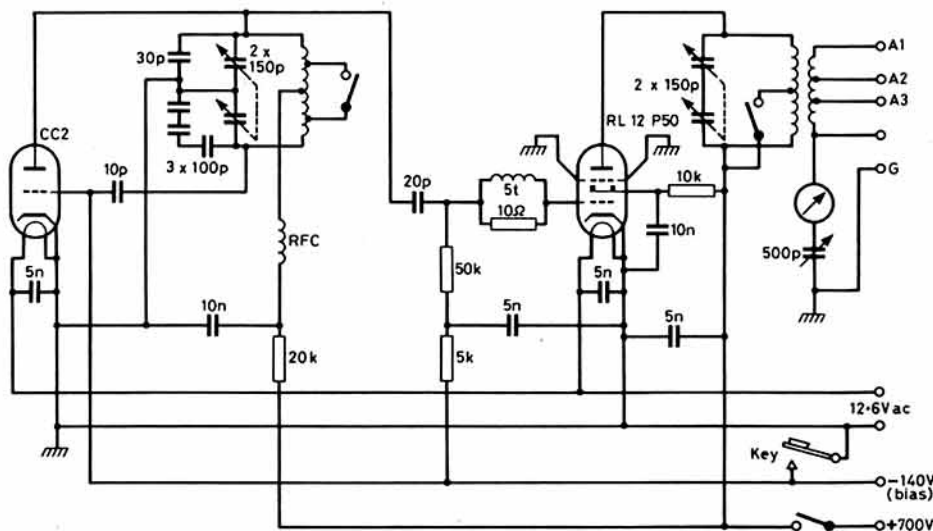 30p
2 x
150p
A1
A2
2 x 150p
A3
RL 12 P50
CC2
3 x 100p
10p
G
20p
5t
10Ω
10k
500p
RFC
10n
5n
50k
5n
10n
5n
5n
20k
5k
12·6V ac
Key
−140V
(bias)
+700V